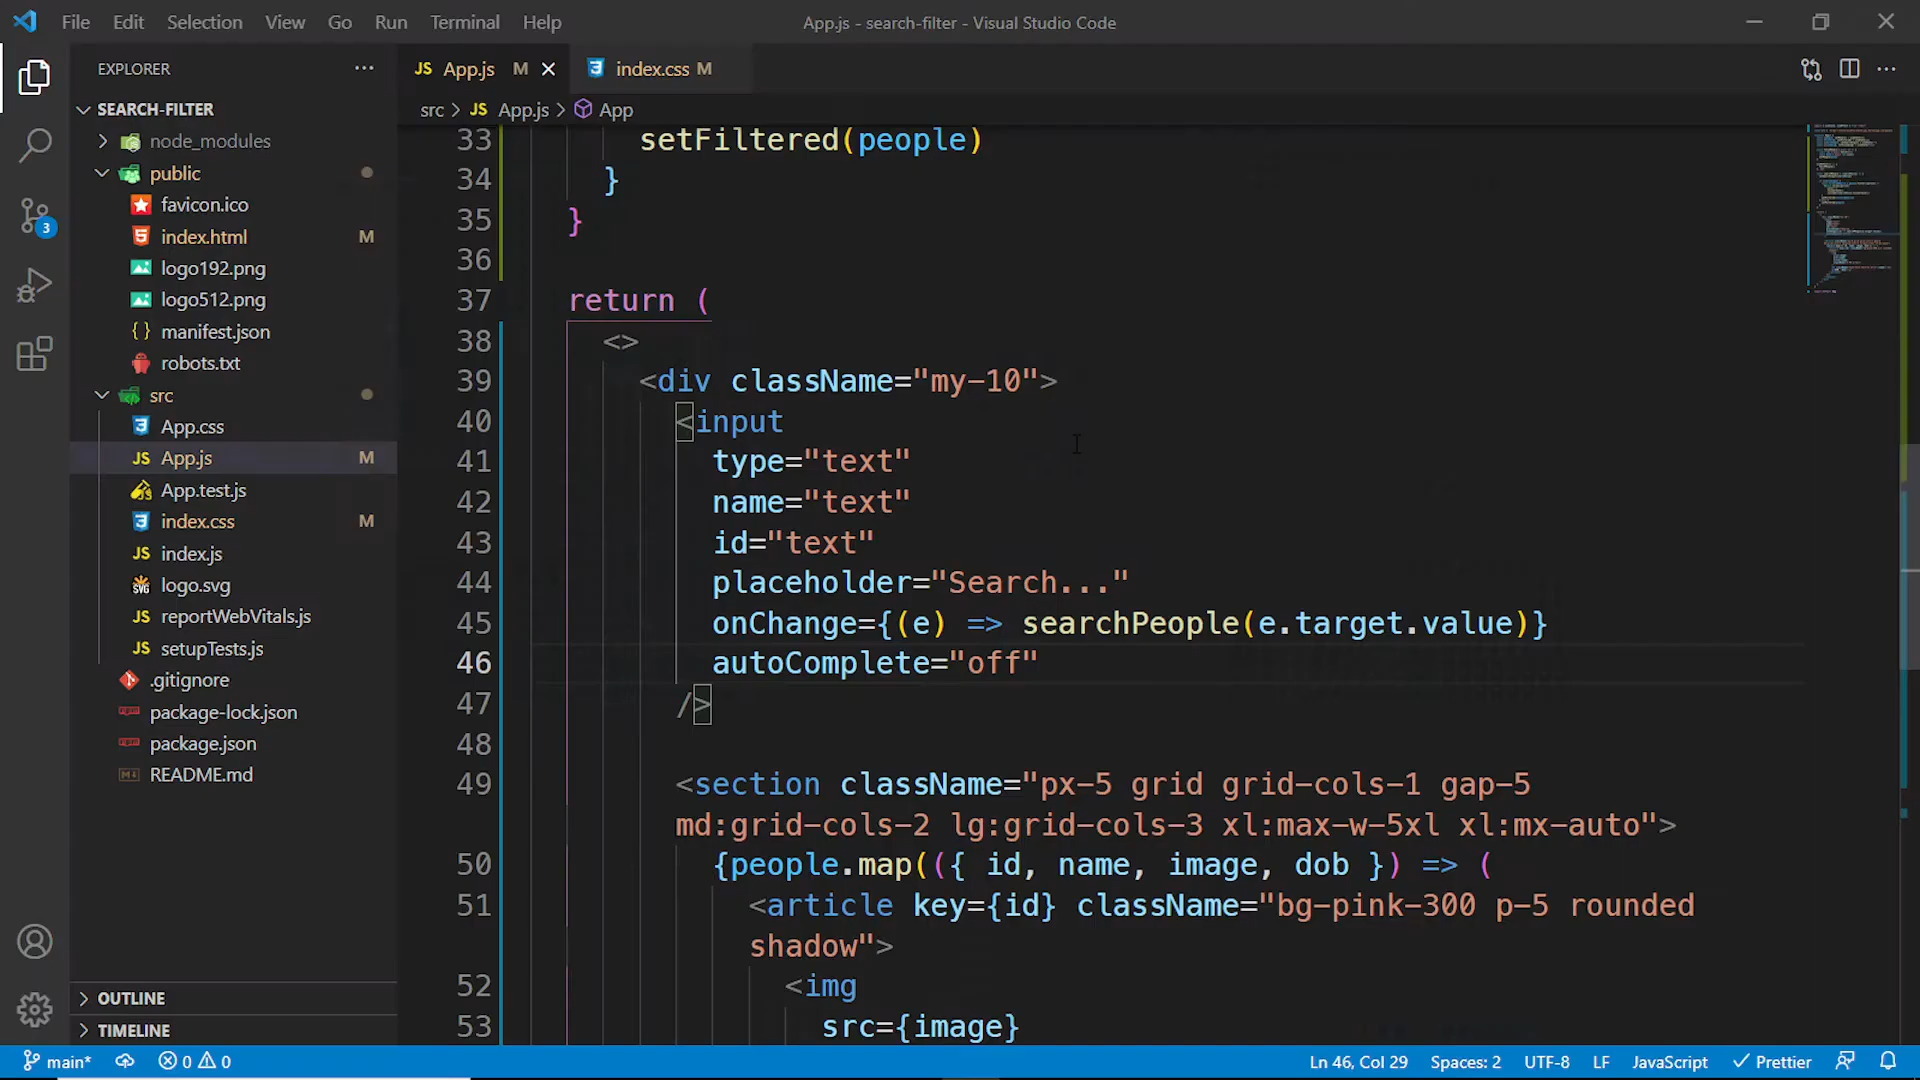 File Edit Selection View Go Run Terminal Help
App.js - search-filter - Visual Studio Code
EXPLORER
SEARCH-FILTER
node_modules
public
favicon.ico
index.html M
logo192.png
logo512.png
manifest.json
robots.txt
src
App.css
App.js M
App.test.js
index.css M
index.js
logo.svg
reportWebVitals.js
setupTests.js
.gitignore
package-lock.json
package.json
README.md
OUTLINE
TIMELINE
3
JS App.js M
index.css M
src > JS App.js > App
33 setFiltered(people)
34 }
35 }
36
37 return (
38 <>
39 <div className="my-10">
40 <input
41 type="text"
42 name="text"
43 id="text"
44 placeholder="Search..."
45 onChange={(e) => searchPeople(e.target.value)}
46 autoComplete="off"
47 />
48
49 <section className="px-5 grid grid-cols-1 gap-5
md:grid-cols-2 lg:grid-cols-3 xl:max-w-5xl xl:mx-auto">
50 {people.map(({ id, name, image, dob }) => (
51 <article key={id} className="bg-pink-300 p-5 rounded
shadow">
52 <img
53 src={image}
main* 0 0
Ln 46, Col 29 Spaces: 2 UTF-8 LF JavaScript Prettier